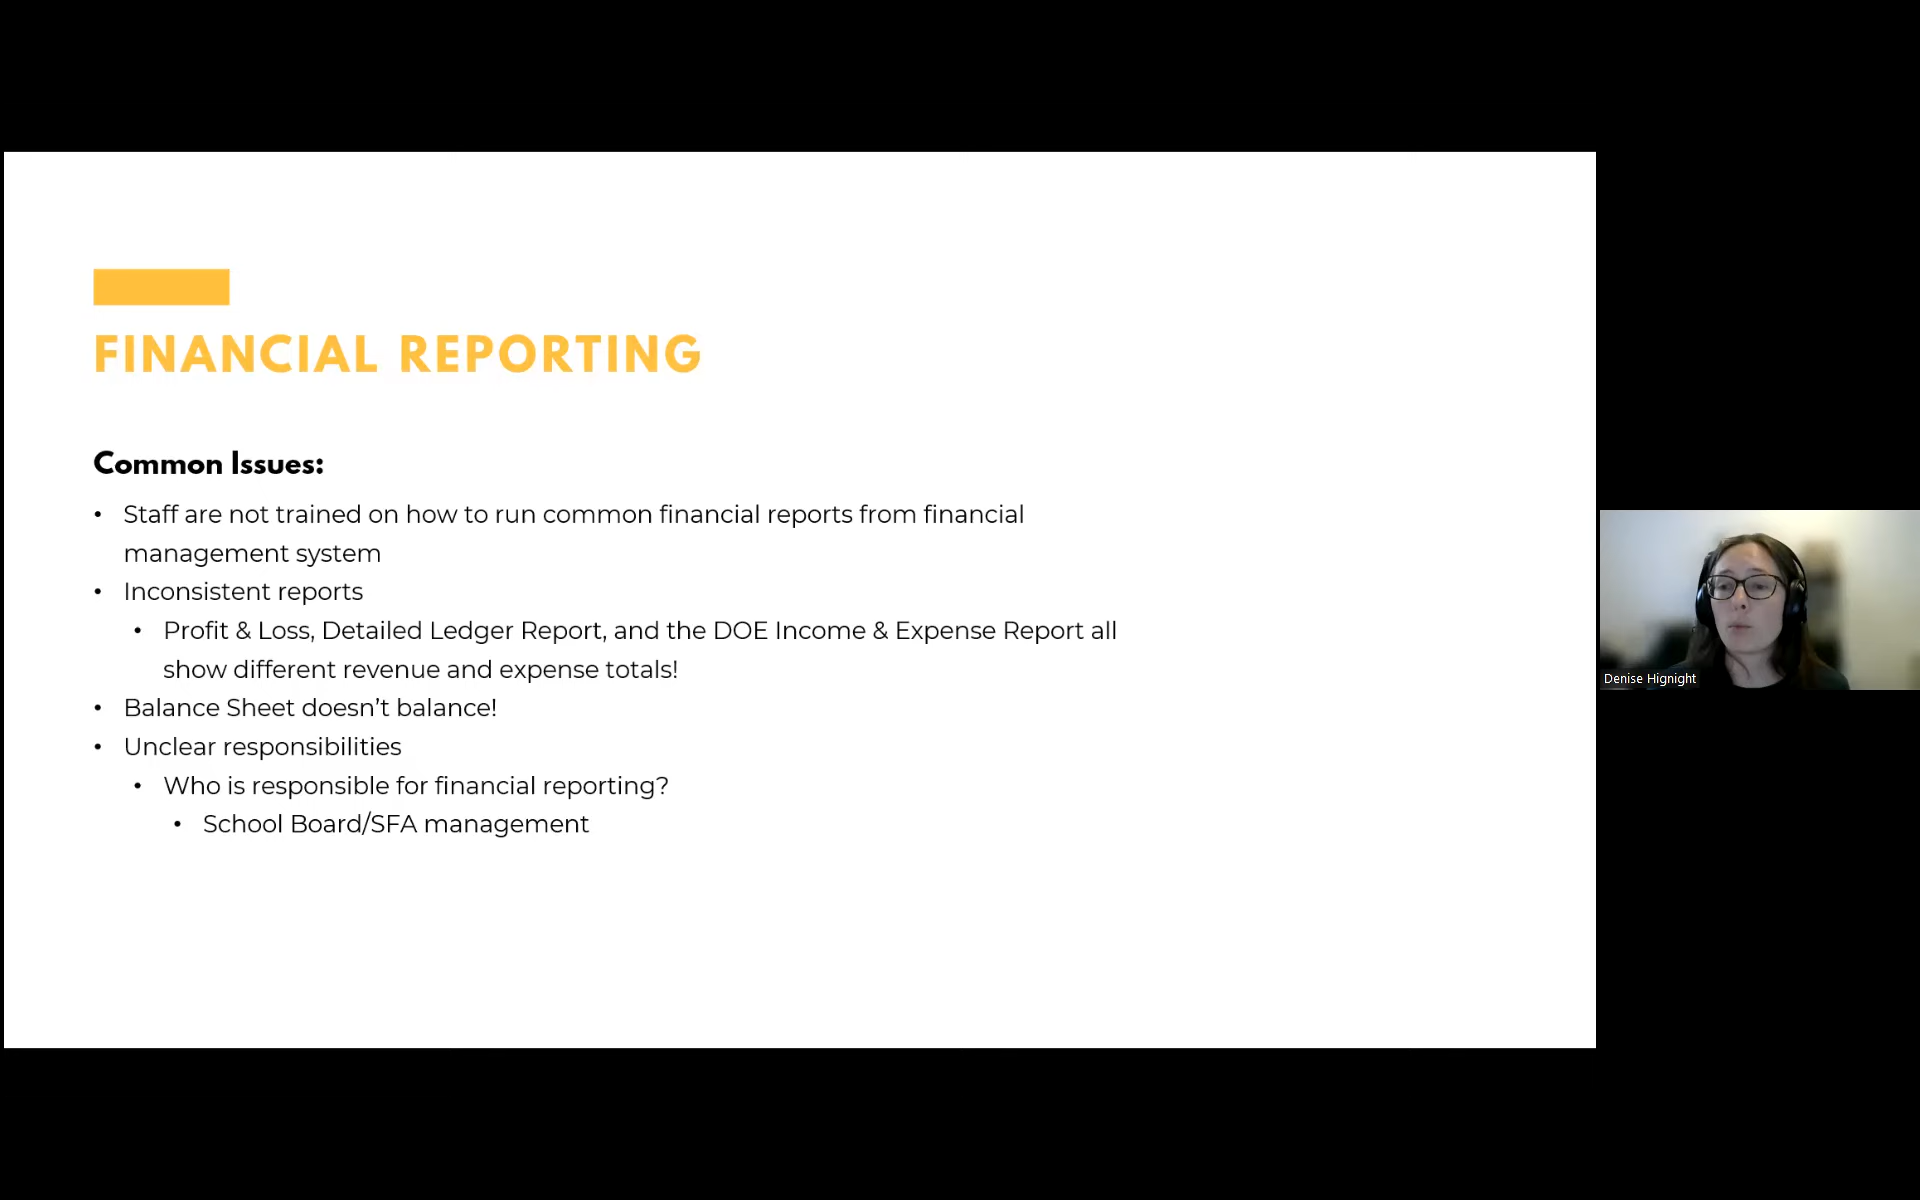 FINANCIAL REPORTING
Common Issues:
• Staff are not trained on how to run common financial reports from financial
management system
• Inconsistent reports
• Profit & Loss, Detailed Ledger Report, and the DOE Income & Expense Report all
show different revenue and expense totals!
• Balance Sheet doesn’t balance!
• Unclear responsibilities
• Who is responsible for financial reporting?
• School Board/SFA management
Denise Hignight